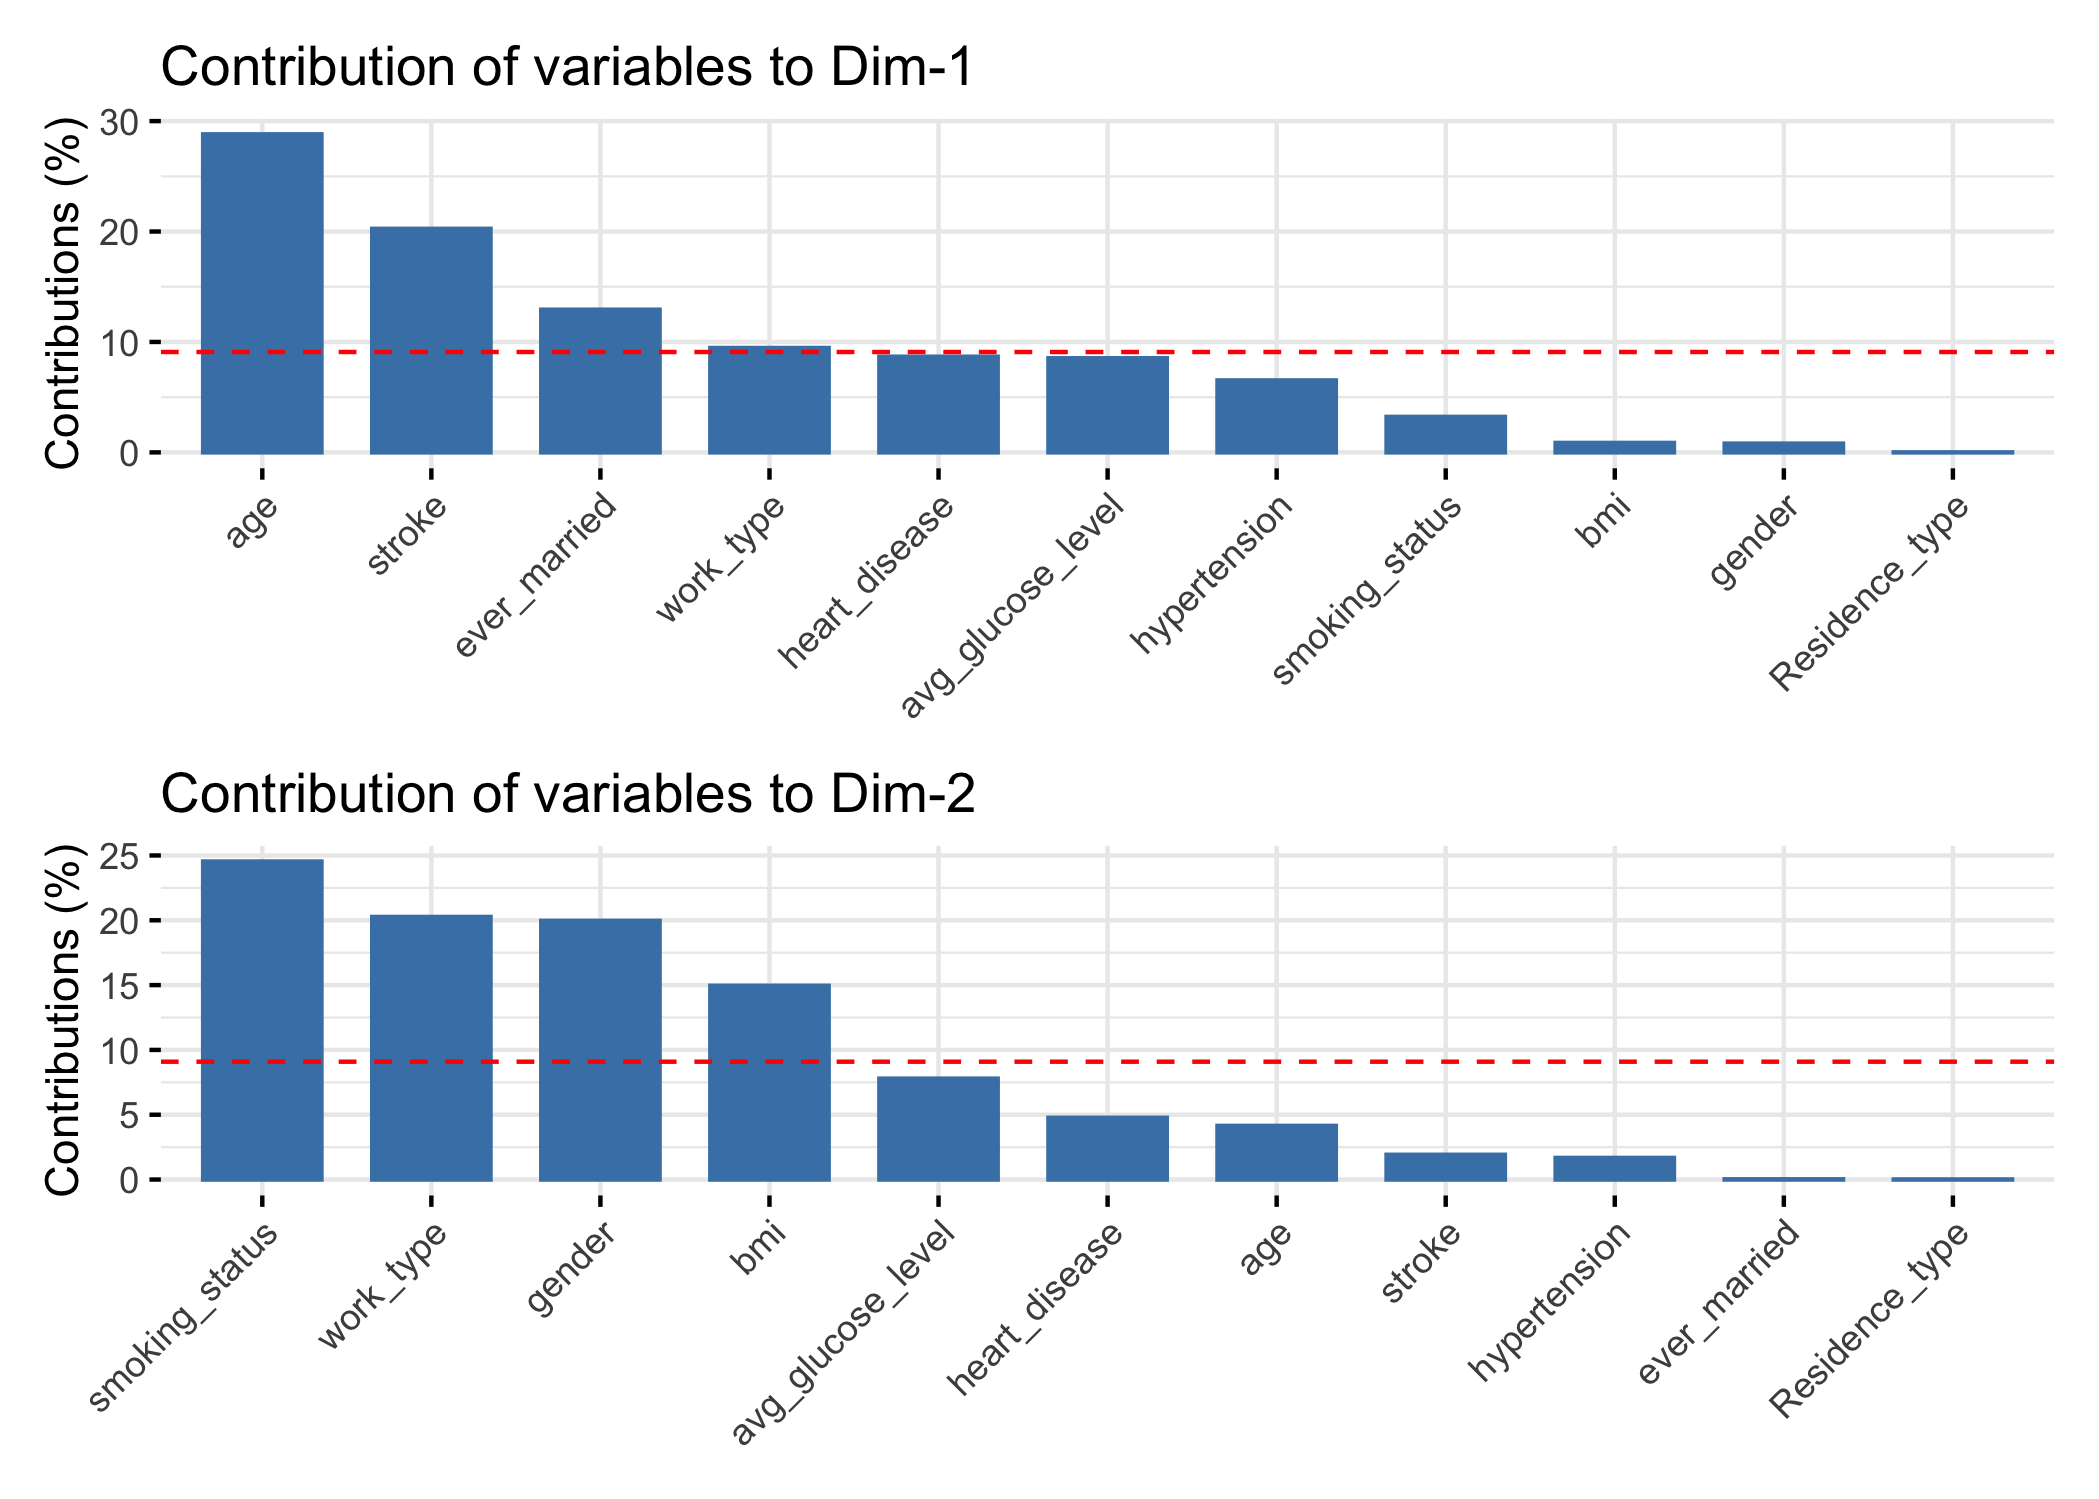 Contribution of variables to Dim-1
Contributions (%)
30
20
10
0
age
stroke
ever_married
work_type
heart_disease
avg_glucose_level
hypertension
smoking_status
bmi
gender
Residence_type
Contribution of variables to Dim-2
Contributions (%)
25
20
15
10
5
0
smoking_status
work_type
gender
bmi
avg_glucose_level
heart_disease
age
stroke
hypertension
ever_married
Residence_type